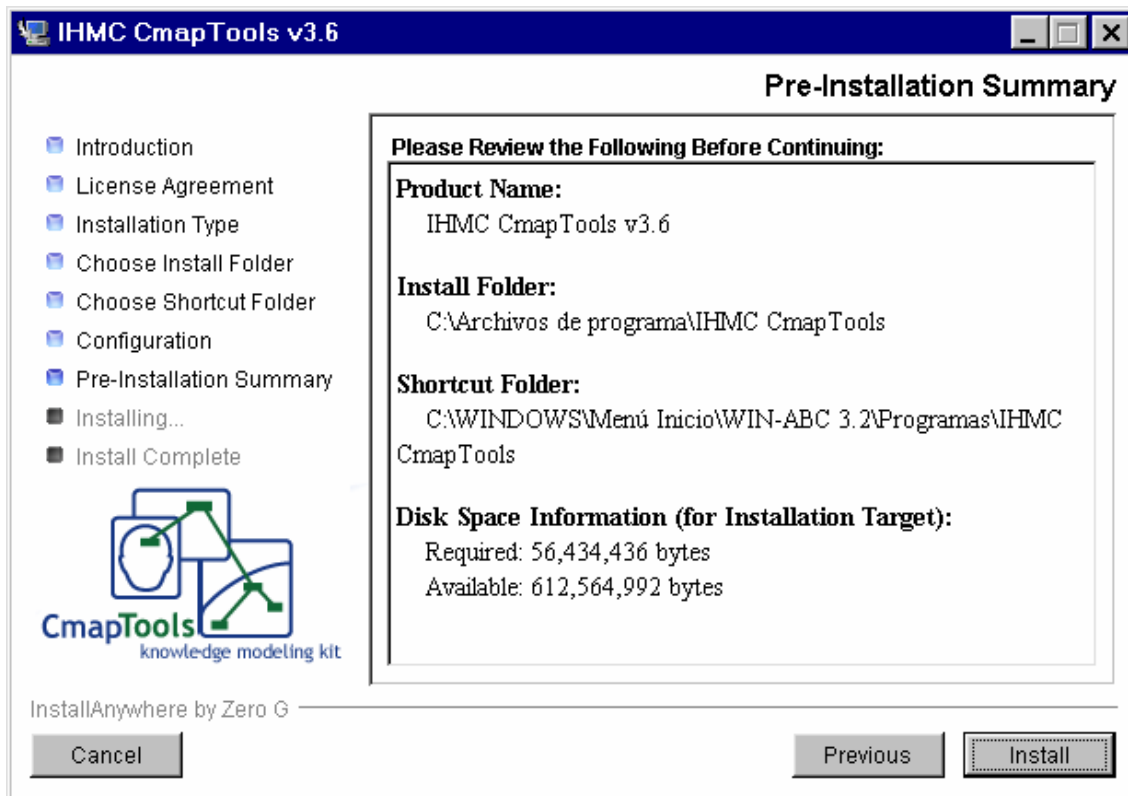 IHMC CmapTools v3.6
Pre-Installation Summary
Introduction
License Agreement
Installation Type
Choose Install Folder
Choose Shortcut Folder
Configuration
Pre-Installation Summary
Installing...
Install Complete
CmapTools
knowledge modeling kit
Please Review the Following Before Continuing:
Product Name:
IHMC CmapTools v3.6
Install Folder:
C:\Archivos de programa\IHMC CmapTools
Shortcut Folder:
C:\WINDOWS\Menú Inicio\WIN-ABC 3.2\Programas\IHMC
CmapTools
Disk Space Information (for Installation Target):
Required: 56,434,436 bytes
Available: 612,564,992 bytes
InstallAnywhere by Zero G
Cancel
Previous
Install